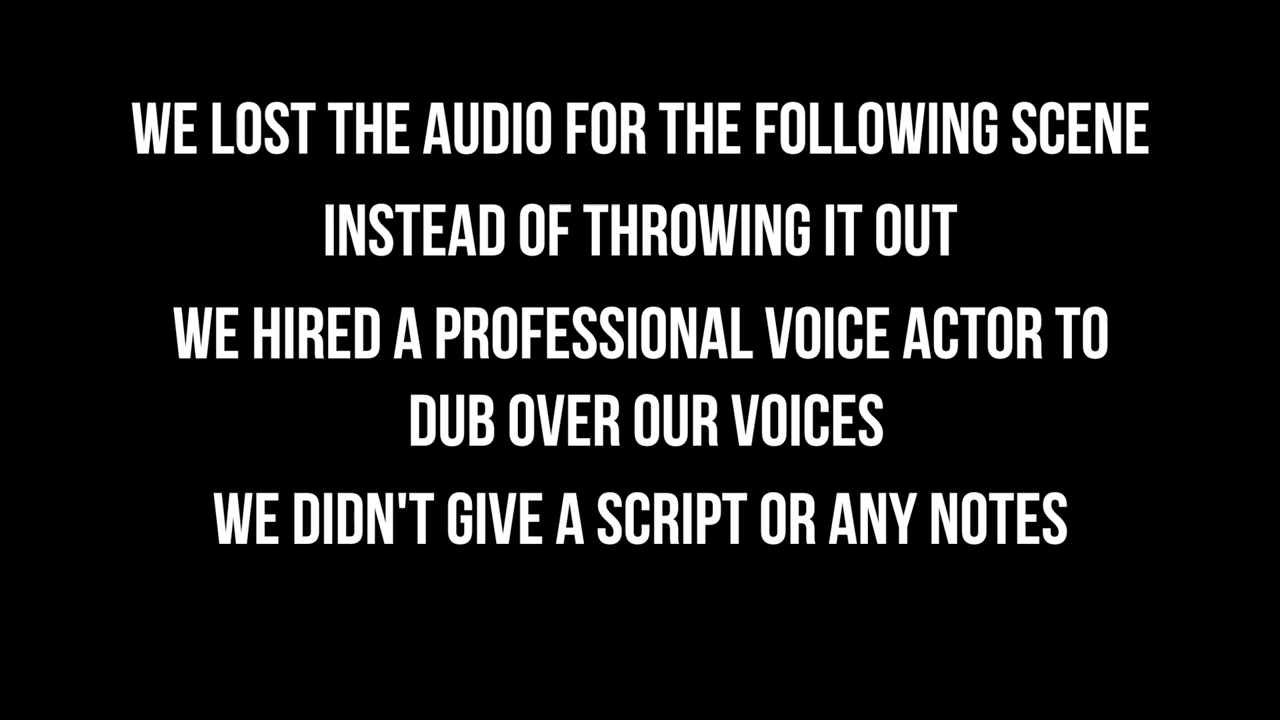 WE LOST THE AUDIO FOR THE FOLLOWING SCENE
INSTEAD OF THROWING IT OUT
WE HIRED A PROFESSIONAL VOICE ACTOR TO
DUB OVER OUR VOICES
WE DIDN'T GIVE A SCRIPT OR ANY NOTES